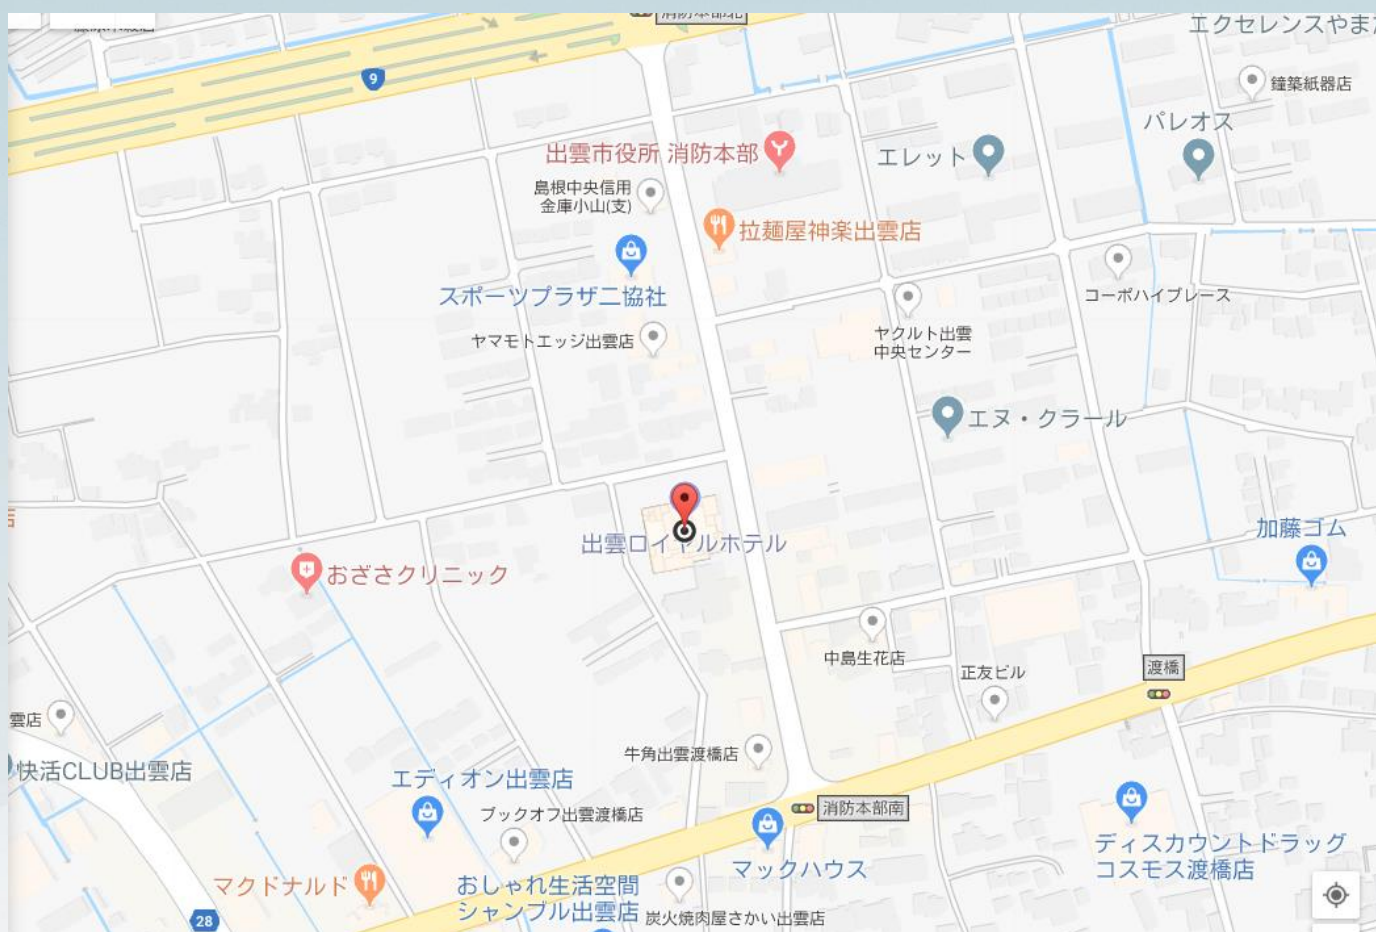 消防本部北
エクセレンスやまだ
9
鐘築紙器店
パレオス
出雲市役所 消防本部
エレット
島根中央信用
金庫小山(支)
拉麺屋神楽出雲店
スポーツプラザ二協社
コーポハイプレース
ヤマモトエッジ出雲店
ヤクルト出雲
中央センター
エヌ・クラール
店
加藤ゴム
出雲ロイヤルホテル
おざさクリニック
中島生花店
正友ビル
渡橋
雲店
牛角出雲渡橋店
快活CLUB出雲店
エディオン出雲店
ブックオフ出雲渡橋店
消防本部南
マックハウス
ディスカウントドラッグ
コスモス渡橋店
マクドナルド
おしゃれ生活空間
シャンブル出雲店
炭火焼肉屋さかい出雲店
28